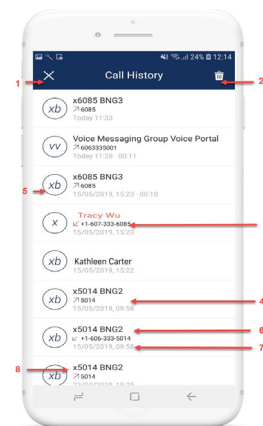 24% 12:14
Call History
1
2
xb
x6085 BNG3
6085
Today 11:33
VV
Voice Messaging Group Voice Portal
6063335001
Today 11:28 · 00:11
5
xb
x6085 BNG3
6085
15/05/2019, 15:23 · 00:10
x
Tracy Wu
+1-607-333-6085
15/05/2019, 15:23
xb
Kathleen Carter
15/05/2019, 15:22
xb
x5014 BNG2
5014
4
15/05/2019, 09:58
xb
x5014 BNG2
6
+1-606-333-5014
15/05/2019, 09:56
7
8
xb
x5014 BNG2
5014